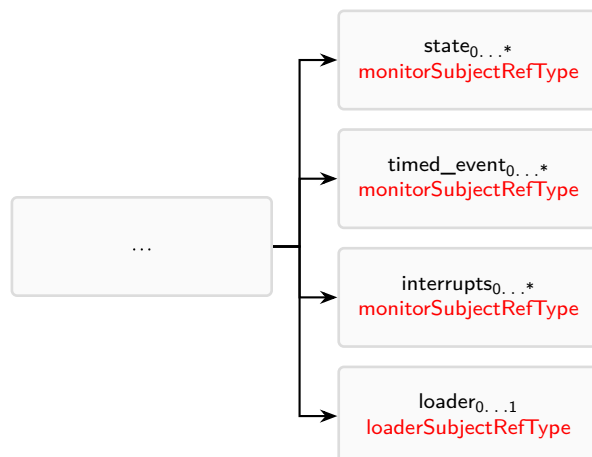 state0...*
monitorSubjectRefType
timed_event0...*
monitorSubjectRefType
...
interrupts0...*
monitorSubjectRefType
loader0...1
loaderSubjectRefType